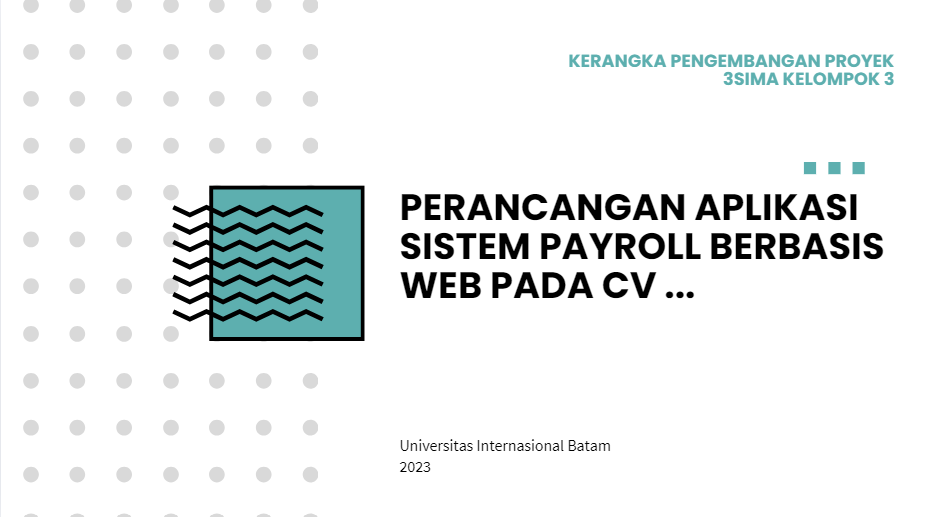 KERANGKA PENGEMBANGAN PROYEK
3SIMA KELOMPOK 3
PERANCANGAN APLIKASI
SISTEM PAYROLL BERBASIS
WEB PADA CV ...
Universitas Internasional Batam
2023